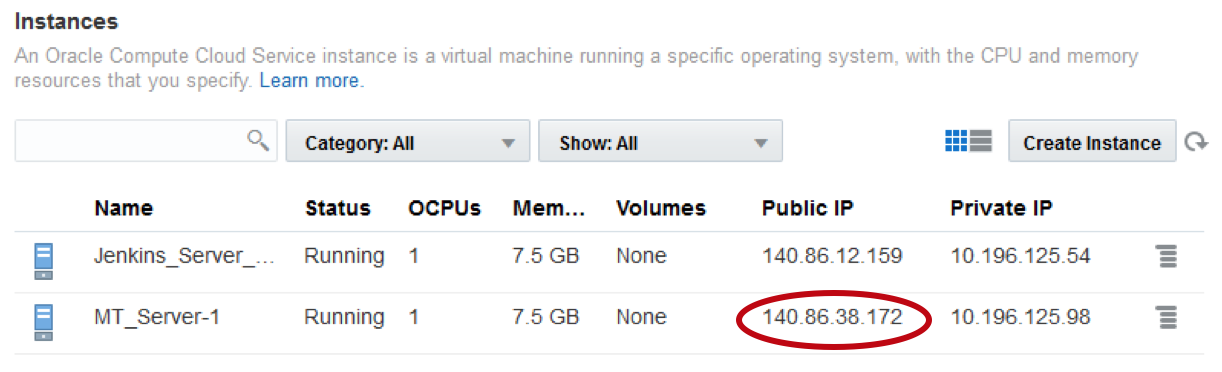 Instances
An Oracle Compute Cloud Service instance is a virtual machine running a specific operating system, with the CPU and memory
resources that you specify. Learn more.
Category: All Show: All Create Instance
Name Status OCPUs Mem... Volumes Public IP Private IP
Jenkins_Server_... Running 1 7.5 GB None 140.86.12.159 10.196.125.54
MT_Server-1 Running 1 7.5 GB None 140.86.38.172 10.196.125.98